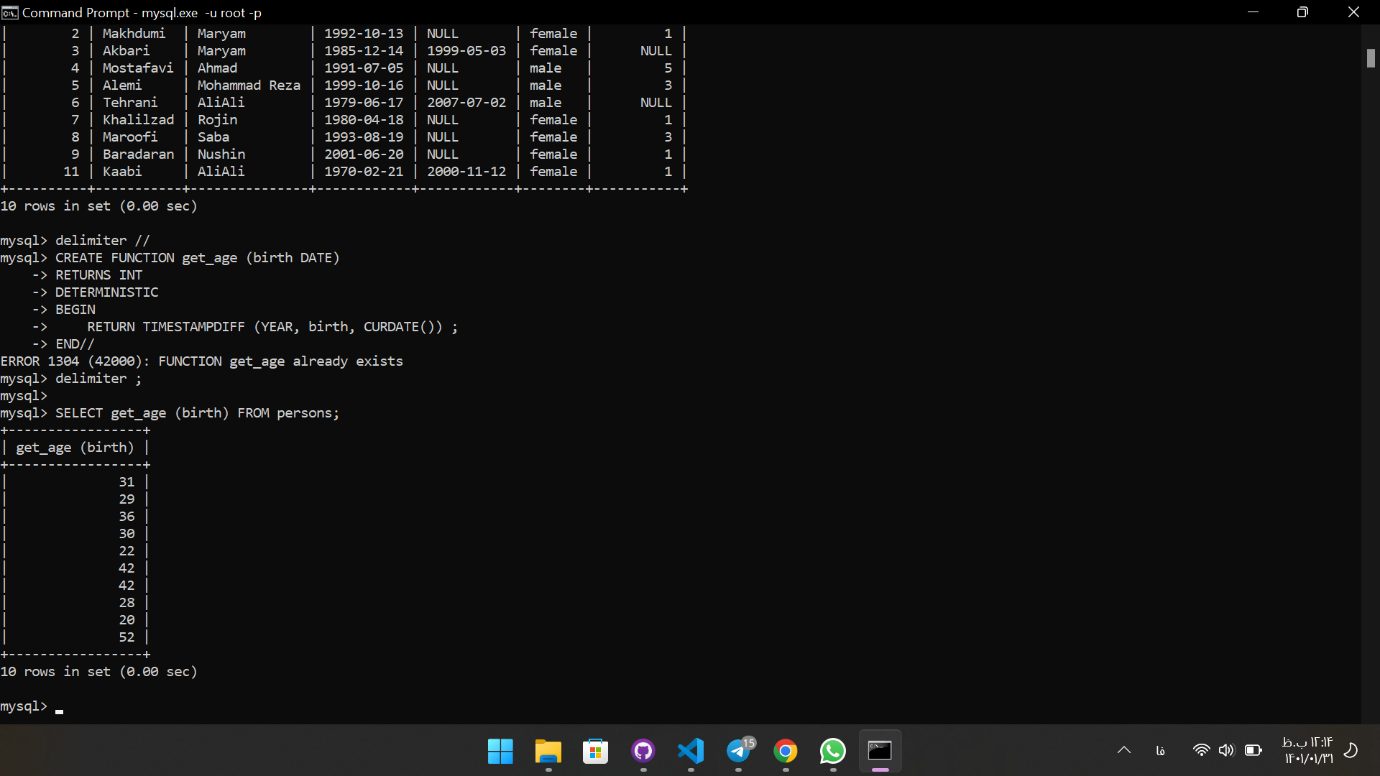 Command Prompt - mysql.exe -u root -p
| 2 | Makhdumi | Maryam | 1992-10-13 | NULL | female | 1 |
| 3 | Akbari | Maryam | 1985-12-14 | 1999-05-03 | female | NULL |
| 4 | Mostafavi | Ahmad | 1991-07-05 | NULL | male | 5 |
| 5 | Alemi | Mohammad Reza | 1999-10-16 | NULL | male | 3 |
| 6 | Tehrani | AliAli | 1979-06-17 | 2007-07-02 | male | NULL |
| 7 | Khalilzad | Rojin | 1980-04-18 | NULL | female | 1 |
| 8 | Maroofi | Saba | 1993-08-19 | NULL | female | 3 |
| 9 | Baradaran | Nushin | 2001-06-20 | NULL | female | 1 |
| 11 | Kaabi | AliAli | 1970-02-21 | 2000-11-12 | female | 1 |
+----------+-----------+---------------+------------+------------+--------+-----------+
10 rows in set (0.00 sec)
mysql> delimiter //
mysql> CREATE FUNCTION get_age (birth DATE)
-> RETURNS INT
-> DETERMINISTIC
-> BEGIN
-> RETURN TIMESTAMPDIFF (YEAR, birth, CURDATE()) ;
-> END//
ERROR 1304 (42000): FUNCTION get_age already exists
mysql> delimiter ;
mysql>
mysql> SELECT get_age (birth) FROM persons;
+-----------------+
| get_age (birth) |
+-----------------+
| 31 |
| 29 |
| 36 |
| 30 |
| 22 |
| 42 |
| 42 |
| 28 |
| 20 |
| 52 |
+-----------------+
10 rows in set (0.00 sec)
mysql> _
15
فا
۱۲:۱۴ ب.ظ
۱۴۰۱/۰۱/۳۱